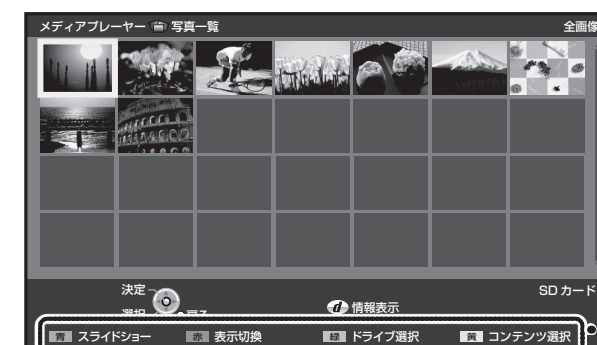 メディアプレーヤー 写真一覧 全画像
決定
SDカード
選択 戻る
d 情報表示
青 スライドショー 赤 表示切換 緑 ドライブ選択 黄 コンテンツ選択